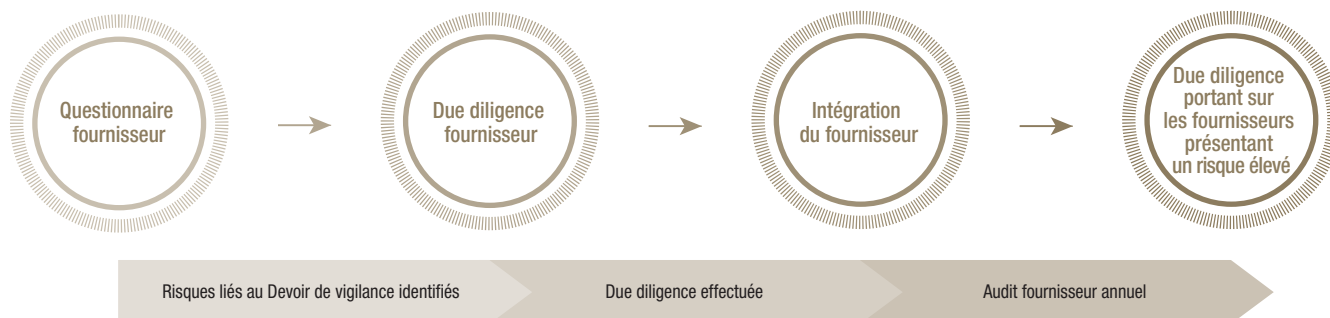 Questionnaire
fournisseur
Due diligence
fournisseur
Intégration
du fournisseur
Due diligence
portant sur
les fournisseurs
présentant
un risque élevé
Risques liés au Devoir de vigilance identifiés
Due diligence effectuée
Audit fournisseur annuel